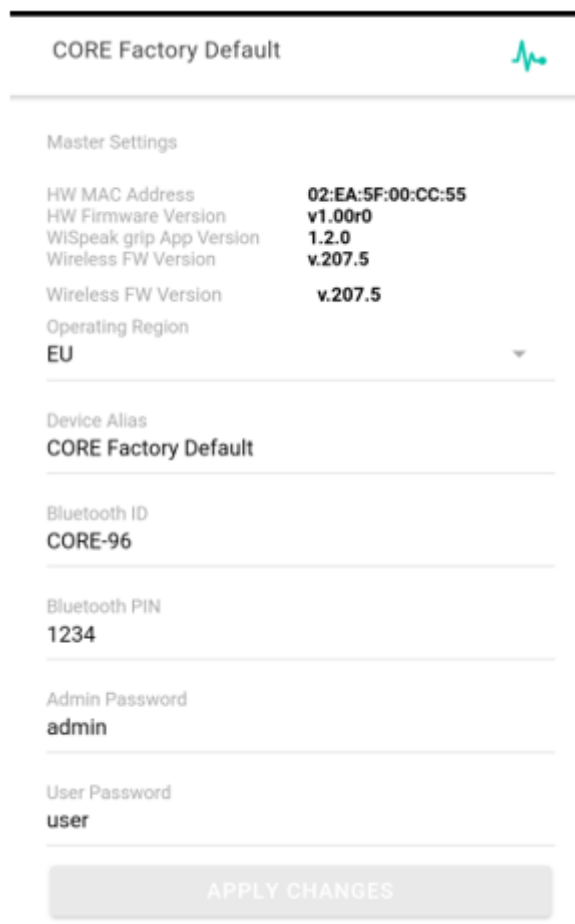 CORE Factory Default
Master Settings
HW MAC Address 02:EA:5F:00:CC:55
HW Firmware Version v1.00r0
WiSpeak grip App Version 1.2.0
Wireless FW Version v.207.5
Wireless FW Version v.207.5
Operating Region
EU
Device Alias
CORE Factory Default
Bluetooth ID
CORE-96
Bluetooth PIN
1234
Admin Password
admin
User Password
user
APPLY CHANGES